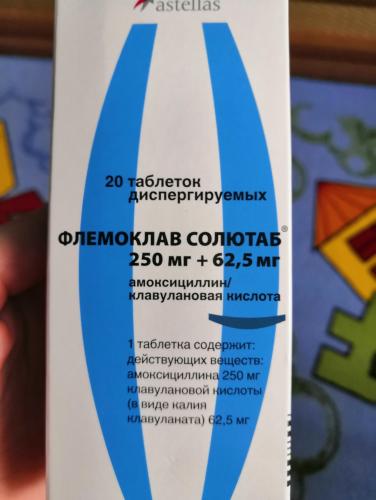 astellas
20 таблеток
диспергируемых
ФЛЕМОКЛАВ СОЛЮТАБ®
250 мг + 62,5 мг
амоксициллин/
клавулановая кислота
1 таблетка содержит:
действующих веществ:
амоксициллина 250 мг
клавулановой кислоты
(в виде калия
клавуланата) 62,5 мг